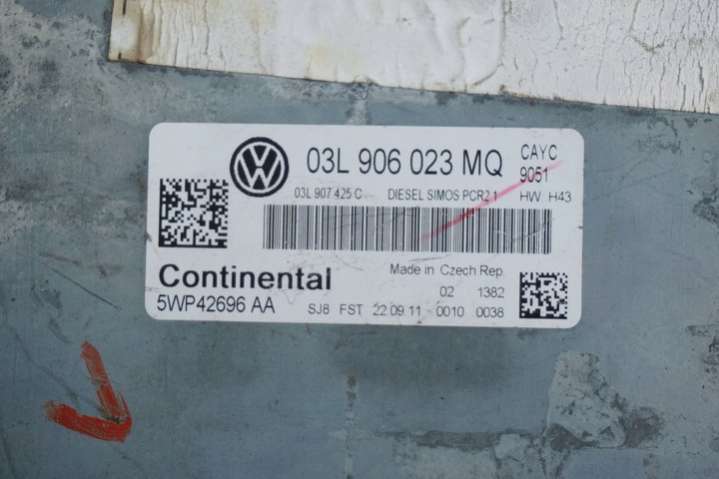 03L 906 023 MQ CAYC
9051
03L 907 425 C DIESEL SIMOS PCR2.1 HW H43
Continental Made in Czech Rep.
02 1382
5WP42696 AA SJ8 FST 22.09.11 0010 0038